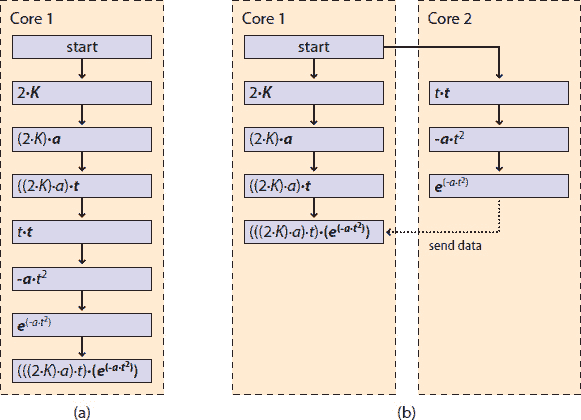 Core 1
start
2·K
(2·K)·a
((2·K)·a)·t
t·t
-a·t²
e^(-a·t²)
(((2·K)·a)·t)·(e^(-a·t²))
(a)
Core 1
start
2·K
(2·K)·a
((2·K)·a)·t
(((2·K)·a)·t)·(e^(-a·t²))
Core 2
t·t
-a·t²
e^(-a·t²)
send data
(b)